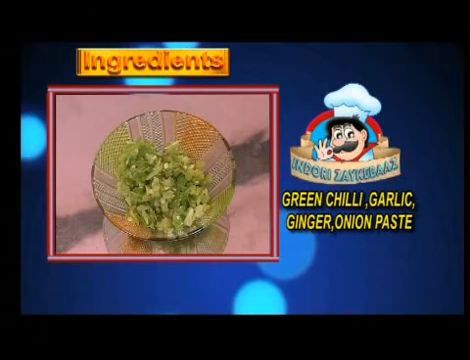 Ingredients
INDORI ZAYKEBAAZ
GREEN CHILLI ,GARLIC,
GINGER,ONION PASTE